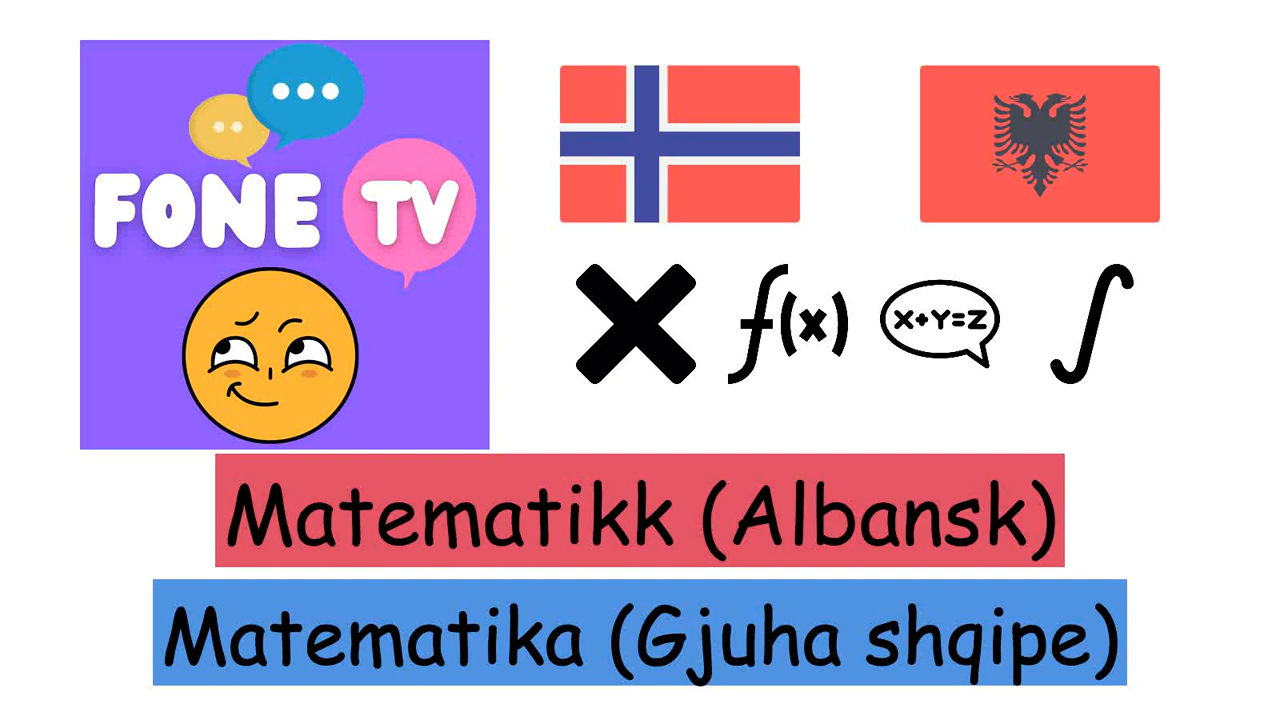 FONE TV
f(x)
X+Y=Z
∫
Matematikk (Albansk)
Matematika (Gjuha shqipe)